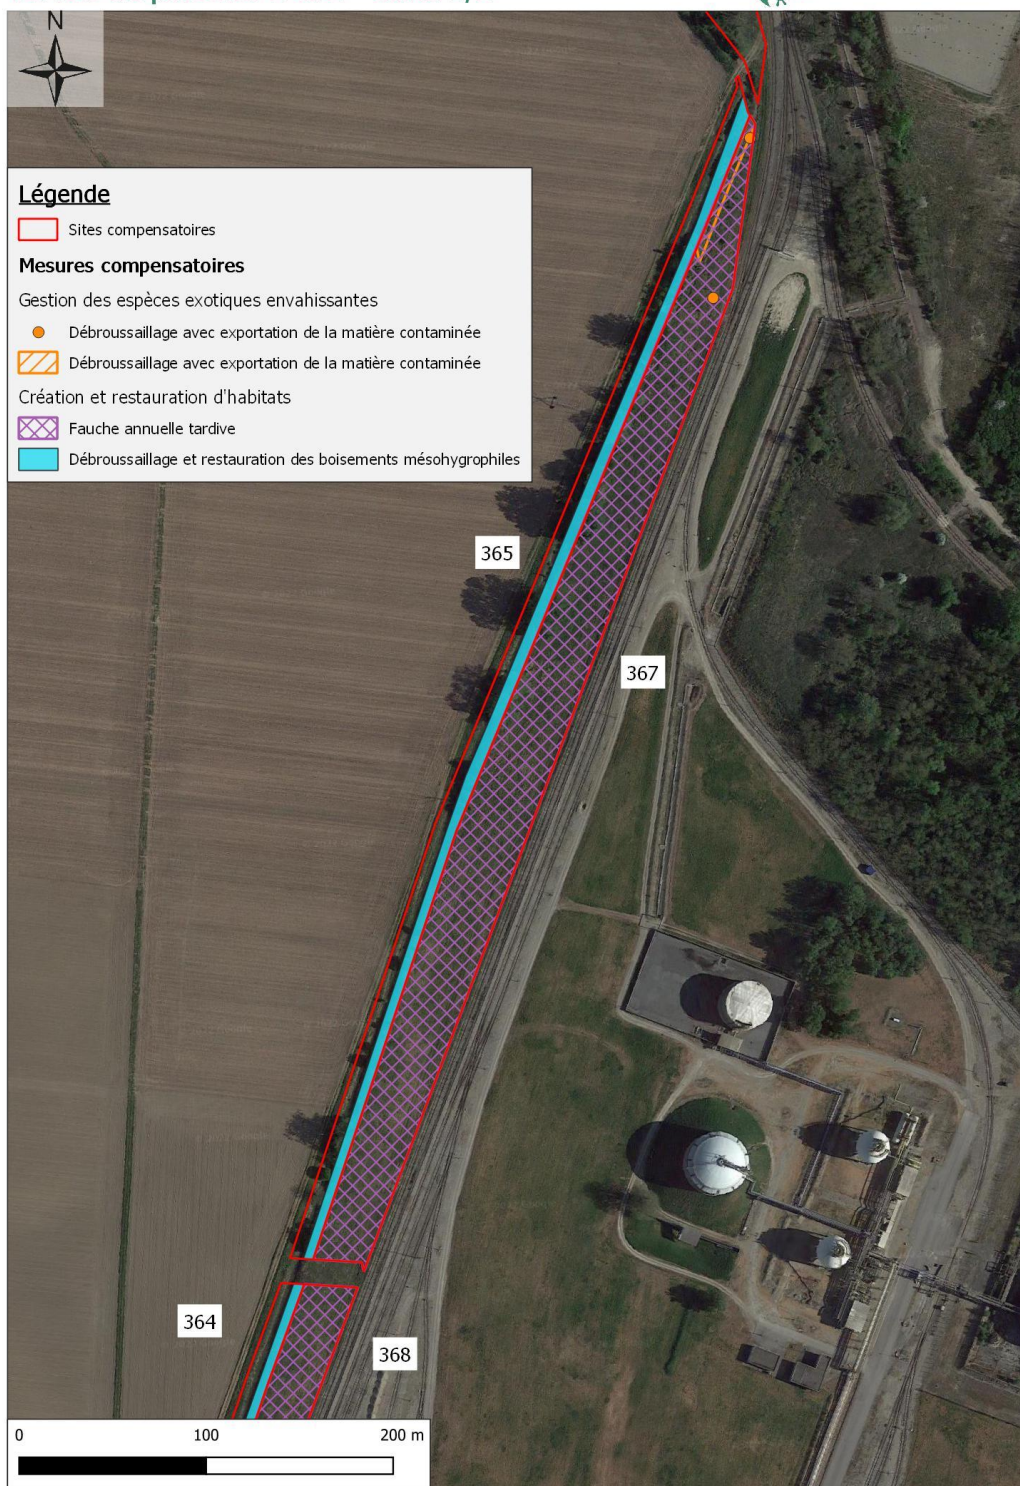 N
Légende
Sites compensatoires
Mesures compensatoires
Gestion des espèces exotiques envahissantes
Débroussaillage avec exportation de la matière contaminée
Débroussaillage avec exportation de la matière contaminée
Création et restauration d'habitats
Fauche annuelle tardive
Débroussaillage et restauration des boisements mésohygrophiles
365
367
364
368
0 100 200 m